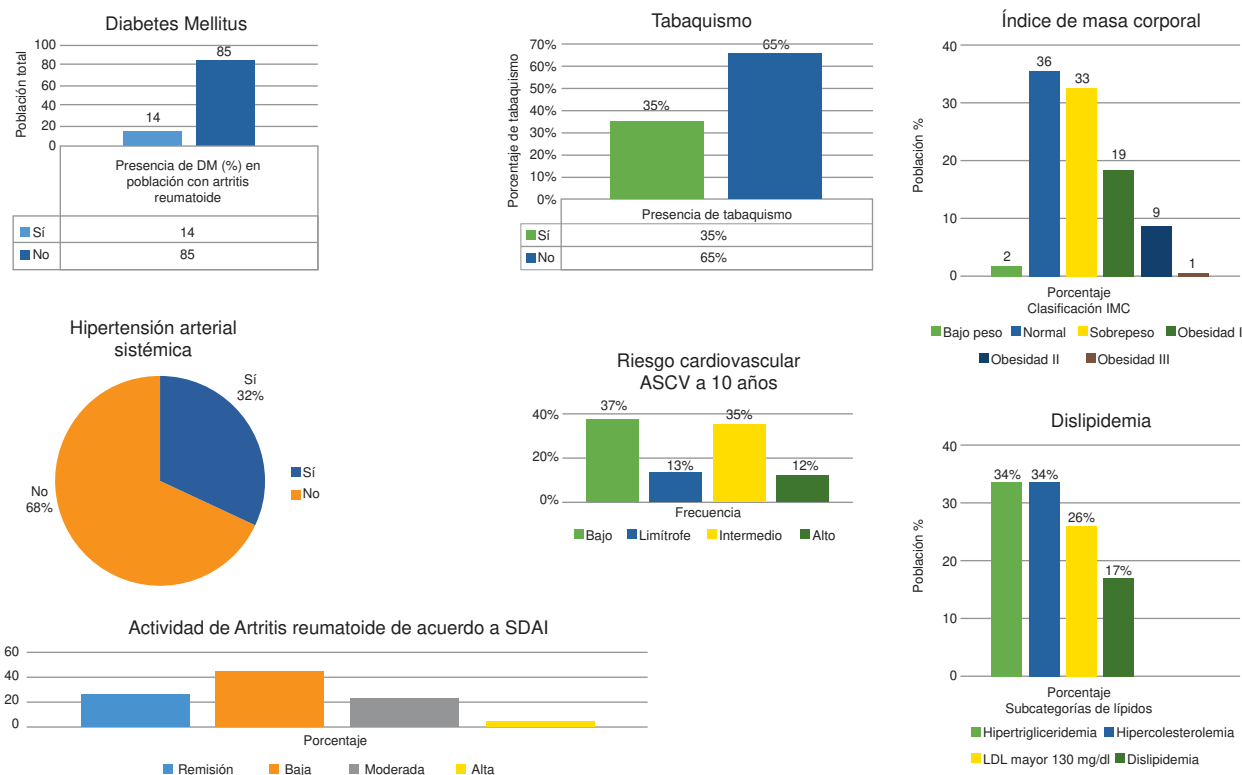 Diabetes Mellitus
Población total
100
80
60
40
20
0
14
85
Presencia de DM (%) en
población con artritis
reumatoide
Sí 14
No 85
Tabaquismo
Porcentaje de tabaquismo
70%
60%
50%
40%
30%
20%
10%
0%
35%
65%
Presencia de tabaquismo
Sí 35%
No 65%
Índice de masa corporal
Población %
40
30
20
10
0
2
36
33
19
9
1
Porcentaje
Clasificación IMC
Bajo peso Normal Sobrepeso Obesidad I
Obesidad II Obesidad III
Hipertensión arterial
sistémica
Sí
32%
No
68%
Sí
No
Riesgo cardiovascular
ASCV a 10 años
40%
20%
0%
37%
13%
35%
12%
Frecuencia
Bajo Limítrofe Intermedio Alto
Dislipidemia
Población %
40
30
20
10
0
34%
34%
26%
17%
Porcentaje
Subcategorías de lípidos
Hipertrigliceridemia Hipercolesterolemia
LDL mayor 130 mg/dl Dislipidemia
Actividad de Artritis reumatoide de acuerdo a SDAI
60
40
20
0
Porcentaje
Remisión Baja Moderada Alta